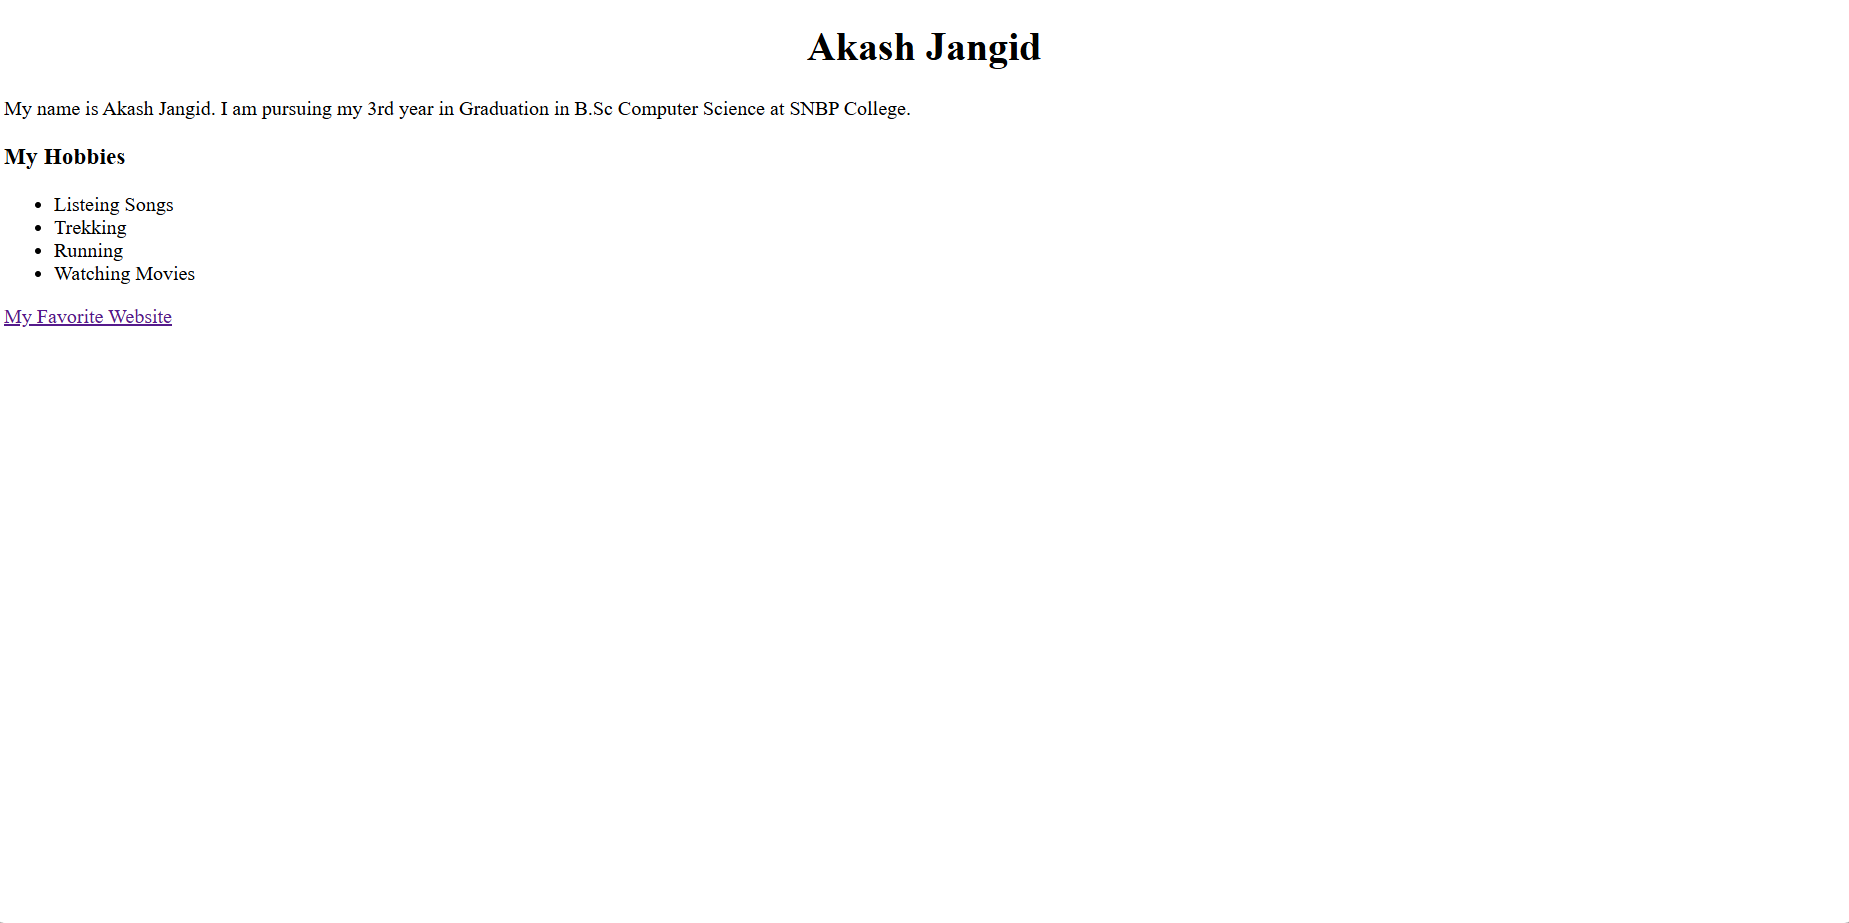 Akash Jangid
My name is Akash Jangid. I am pursuing my 3rd year in Graduation in B.Sc Computer Science at SNBP College.
My Hobbies
Listeing Songs
Trekking
Running
Watching Movies
My Favorite Website